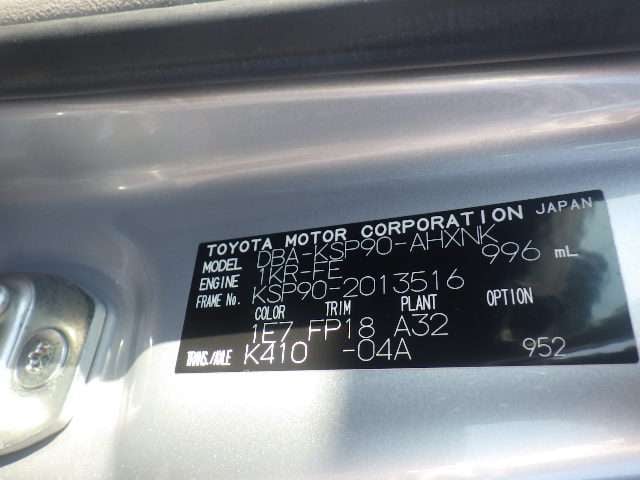 TOYOTA MOTOR CORPORATION JAPAN
MODEL DBA-KSP90-AHXNK
ENGINE 1KR-FE 996 mL
FRAME No. KSP90-2013516
COLOR TRIM PLANT OPTION
1E7 FP18 A32
TRANS./AXLE K410 -04A 952